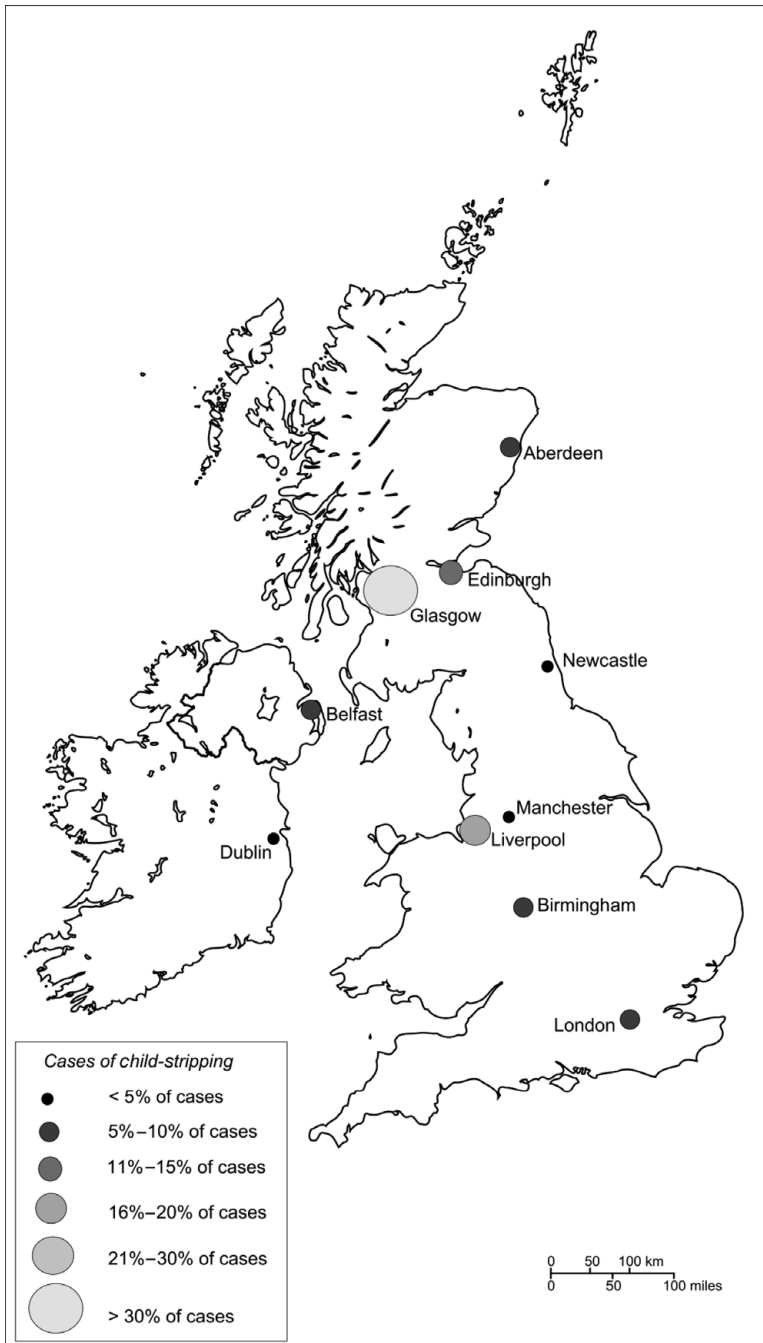 Aberdeen
Edinburgh
Glasgow
Newcastle
Belfast
Manchester
Liverpool
Dublin
Birmingham
London
Cases of child-stripping
< 5% of cases
5%–10% of cases
11%–15% of cases
16%–20% of cases
21%–30% of cases
> 30% of cases
0 50 100 km
0 50 100 miles